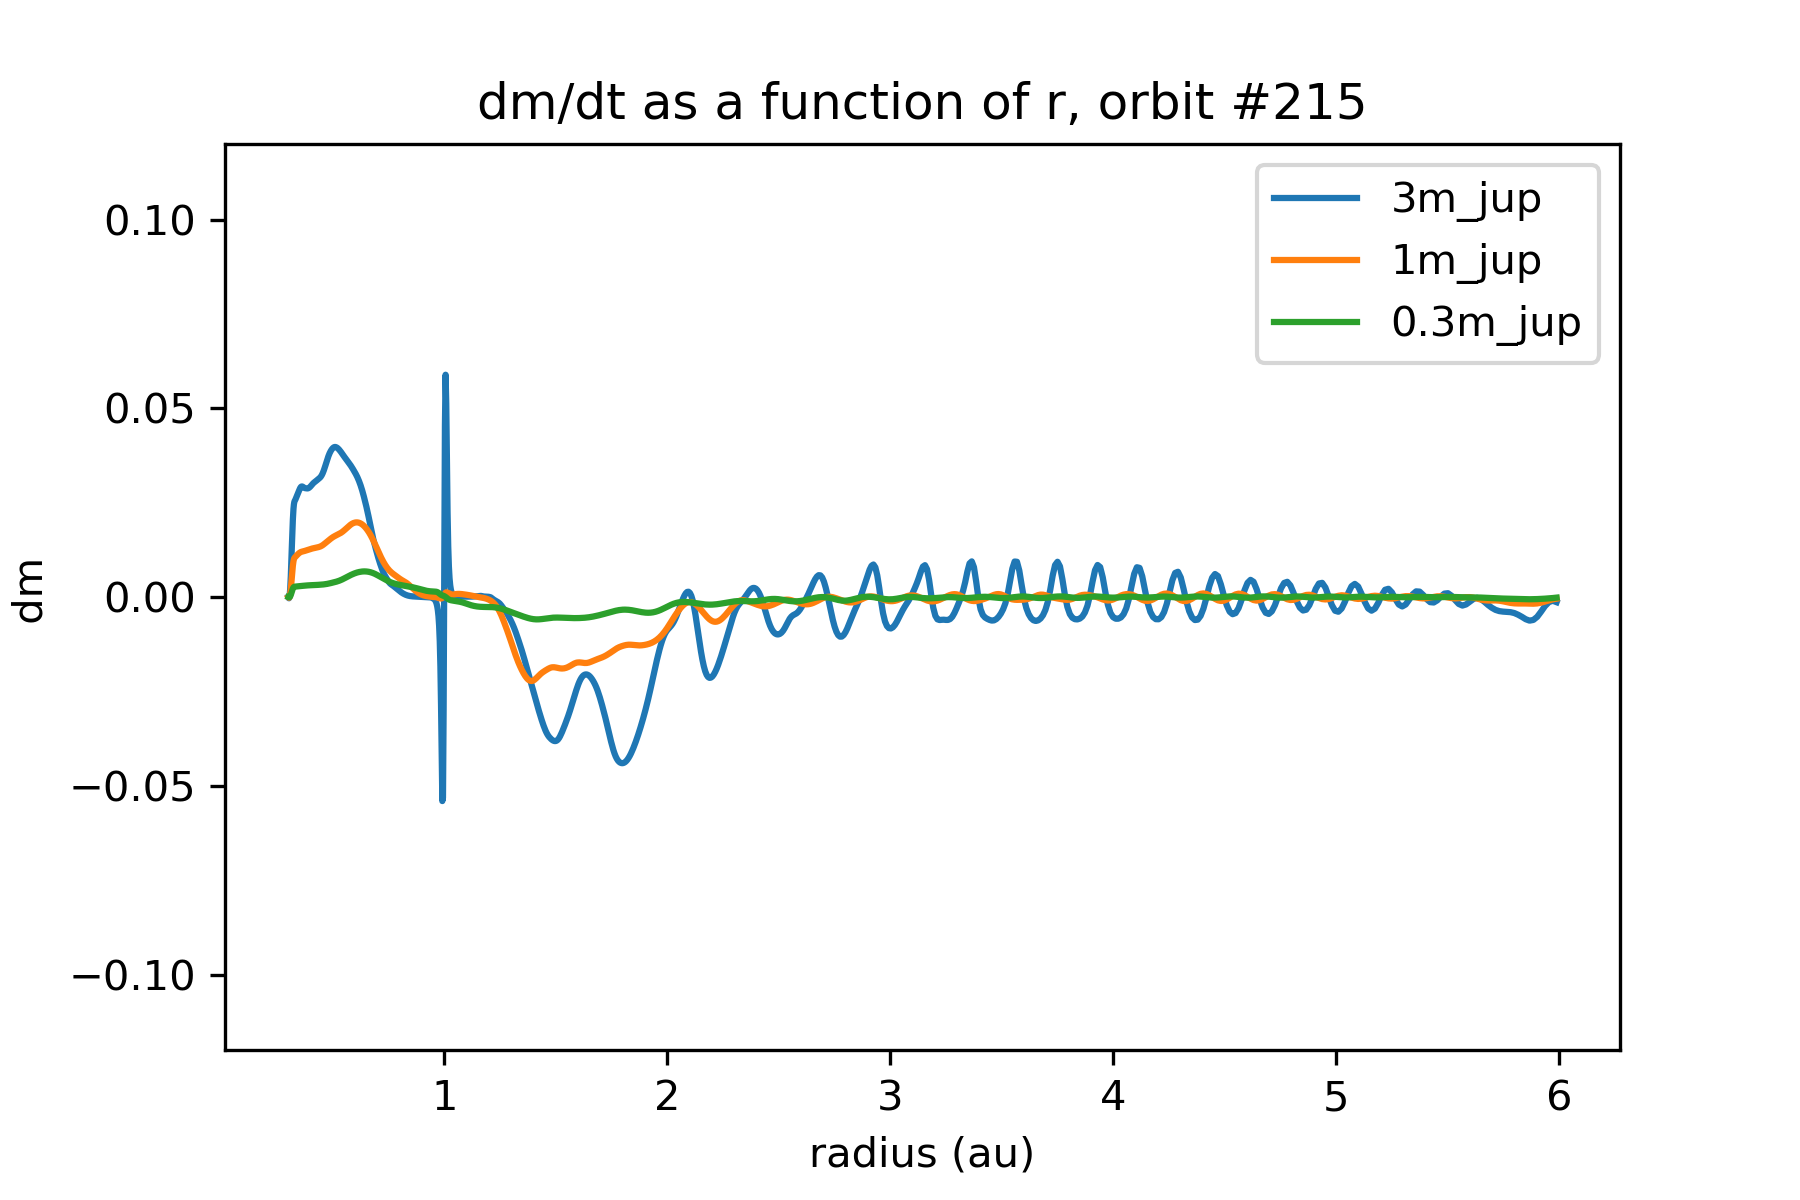 dm/dt as a function of r, orbit #215
3m_jup
1m_jup
0.3m_jup
0.10
0.05
0.00
−0.05
−0.10
dm
1 2 3 4 5 6
radius (au)